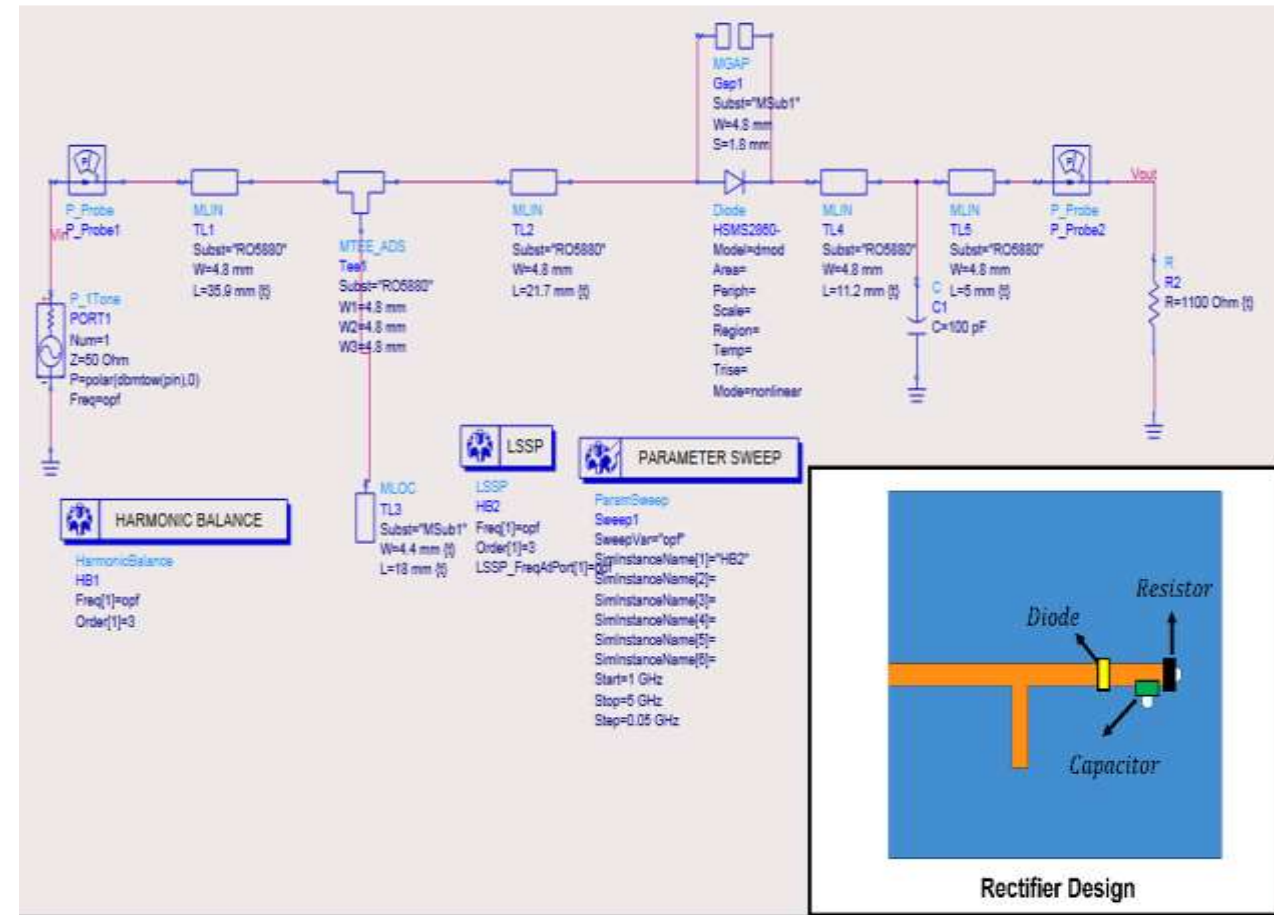 MGAP
Gap1
Subst="MSub1"
W=4.8 mm
S=1.8 mm
P_Probe
P_Probe1
Vin
MLIN
TL1
Subst="RO5880"
W=4.8 mm
L=35.9 mm {t}
MTEE_ADS
Tee1
Subst="RO5880"
W1=4.8 mm
W2=4.8 mm
W3=4.8 mm
MLIN
TL2
Subst="RO5880"
W=4.8 mm
L=21.7 mm {t}
Diode
HSMS2860-
Model=dmod
Area=
Periph=
Scale=
Region=
Temp=
Trise=
Mode=nonlinear
MLIN
TL4
Subst="RO5880"
W=4.8 mm
L=11.2 mm {t}
MLIN
TL5
Subst="RO5880"
W=4.8 mm
L=5 mm {t}
C
C1
C=100 pF
P_Probe
P_Probe2
Vout
R
R2
R=1100 Ohm {t}
P_1Tone
PORT1
Num=1
Z=50 Ohm
P=polar(dbmtow(pin),0)
Freq=opf
HARMONIC BALANCE
HarmonicBalance
HB1
Freq[1]=opf
Order[1]=3
MLOC
TL3
Subst="MSub1"
W=4.4 mm {t}
L=18 mm {t}
LSSP
LSSP
HB2
Freq[1]=opf
Order[1]=3
LSSP_FreqAtPort[1]=opf
PARAMETER SWEEP
ParamSweep
Sweep1
SweepVar="opf"
SimInstanceName[1]="HB2"
SimInstanceName[2]=
SimInstanceName[3]=
SimInstanceName[4]=
SimInstanceName[5]=
SimInstanceName[6]=
Start=1 GHz
Stop=5 GHz
Step=0.05 GHz
Diode
Resistor
Capacitor
Rectifier Design